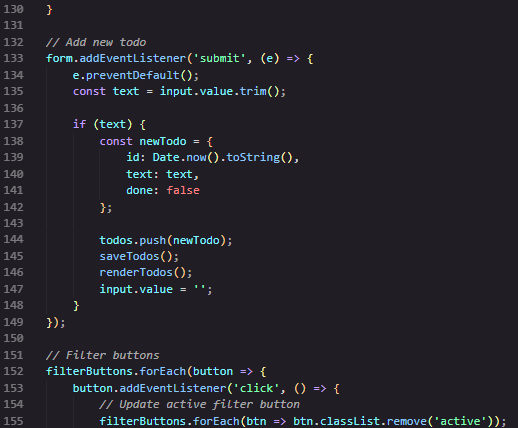 130 }
131
132 // Add new todo
133 form.addEventListener('submit', (e) => {
134     e.preventDefault();
135     const text = input.value.trim();
136
137     if (text) {
138         const newTodo = {
139             id: Date.now().toString(),
140             text: text,
141             done: false
142         };
143
144         todos.push(newTodo);
145         saveTodos();
146         renderTodos();
147         input.value = '';
148     }
149 });
150
151 // Filter buttons
152 filterButtons.forEach(button => {
153     button.addEventListener('click', () => {
154         // Update active filter button
155         filterButtons.forEach(btn => btn.classList.remove('active'));